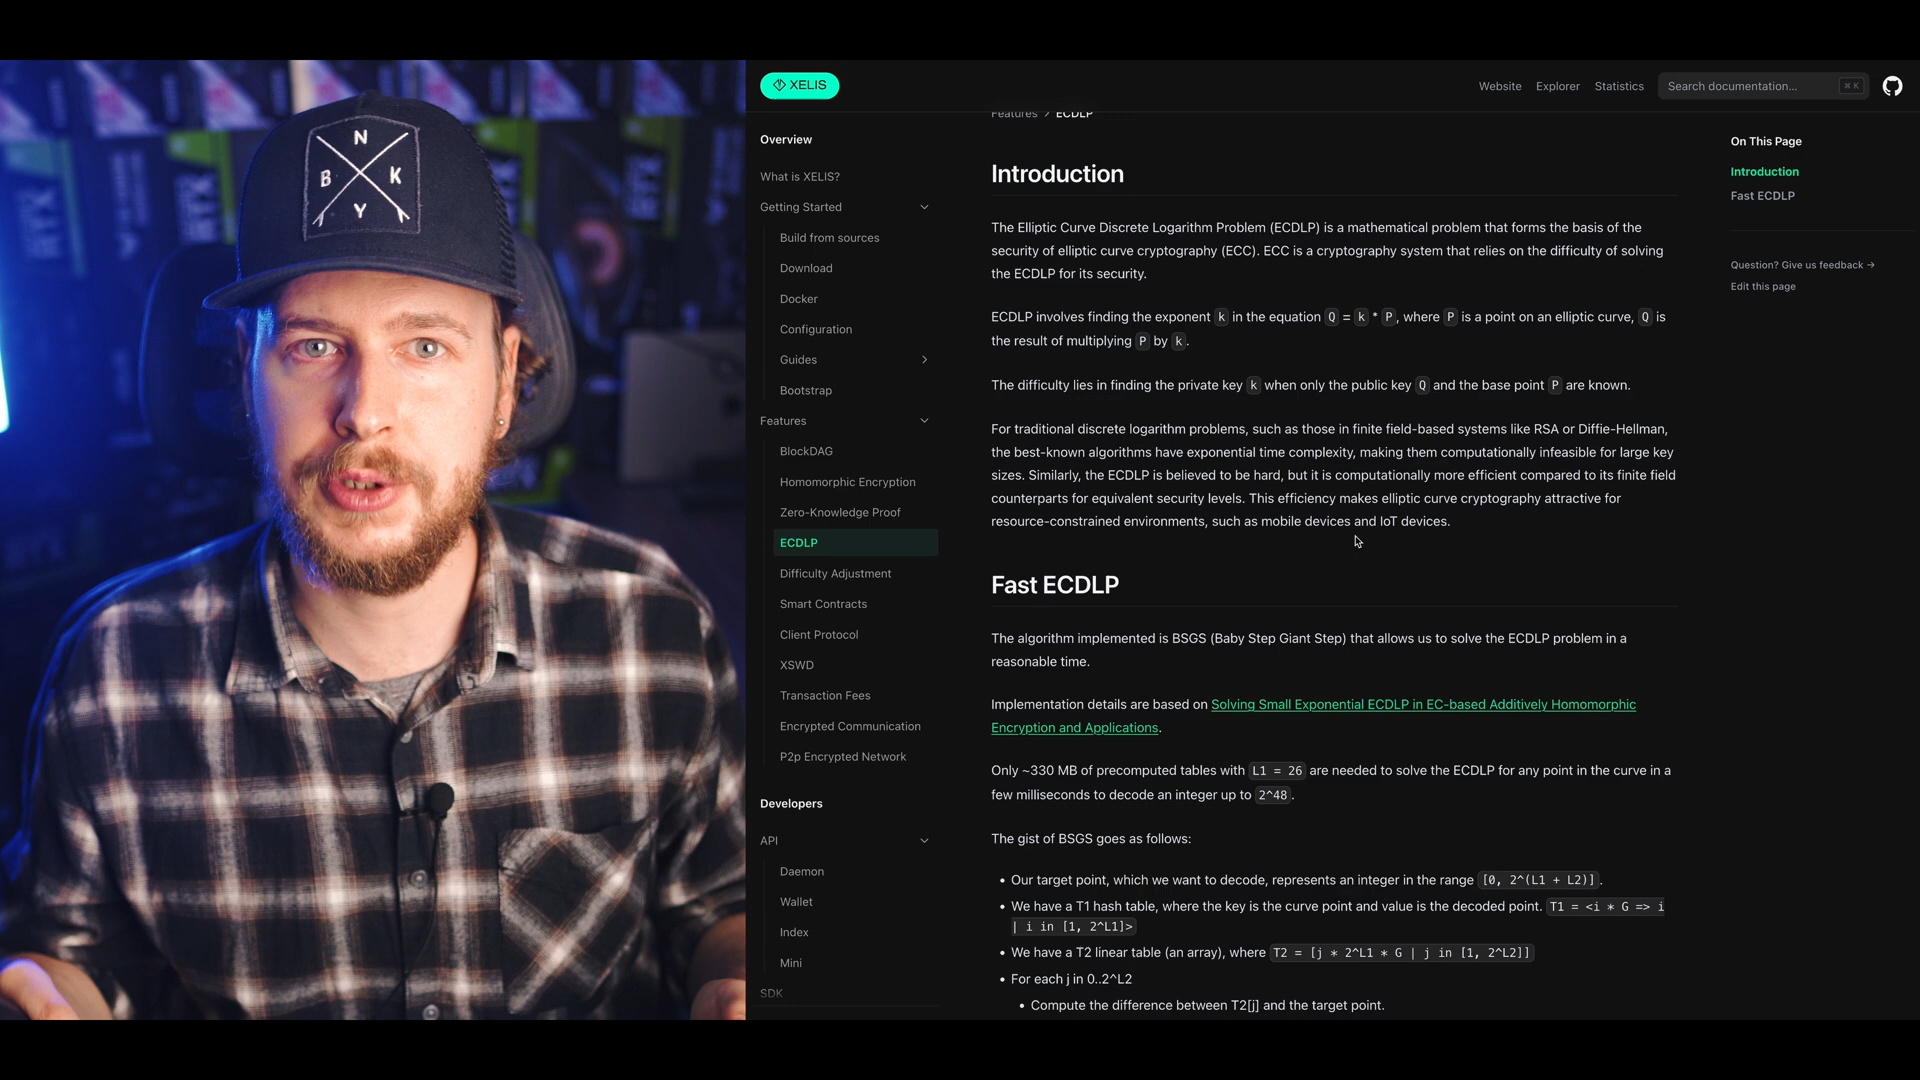 N
B K
Y
XELIS
Website Explorer Statistics Search documentation... ⌘ K
Overview
What is XELIS?
Getting Started
Build from sources
Download
Docker
Configuration
Guides
Bootstrap
Features
BlockDAG
Homomorphic Encryption
Zero-Knowledge Proof
ECDLP
Difficulty Adjustment
Smart Contracts
Client Protocol
XSWD
Transaction Fees
Encrypted Communication
P2p Encrypted Network
Developers
API
Daemon
Wallet
Index
Mini
SDK
Features > ECDLP
Introduction
The Elliptic Curve Discrete Logarithm Problem (ECDLP) is a mathematical problem that forms the basis of the
security of elliptic curve cryptography (ECC). ECC is a cryptography system that relies on the difficulty of solving
the ECDLP for its security.
ECDLP involves finding the exponent k in the equation Q = k * P, where P is a point on an elliptic curve, Q is
the result of multiplying P by k.
The difficulty lies in finding the private key k when only the public key Q and the base point P are known.
For traditional discrete logarithm problems, such as those in finite field-based systems like RSA or Diffie-Hellman,
the best-known algorithms have exponential time complexity, making them computationally infeasible for large key
sizes. Similarly, the ECDLP is believed to be hard, but it is computationally more efficient compared to its finite field
counterparts for equivalent security levels. This efficiency makes elliptic curve cryptography attractive for
resource-constrained environments, such as mobile devices and IoT devices.
Fast ECDLP
The algorithm implemented is BSGS (Baby Step Giant Step) that allows us to solve the ECDLP problem in a
reasonable time.
Implementation details are based on Solving Small Exponential ECDLP in EC-based Additively Homomorphic
Encryption and Applications.
Only ~330 MB of precomputed tables with L1 = 26 are needed to solve the ECDLP for any point in the curve in a
few milliseconds to decode an integer up to 2^48.
The gist of BSGS goes as follows:
• Our target point, which we want to decode, represents an integer in the range [0, 2^(L1 + L2)].
• We have a T1 hash table, where the key is the curve point and value is the decoded point. T1 = <i * G => i
| i in [1, 2^L1]>
• We have a T2 linear table (an array), where T2 = [j * 2^L1 * G | j in [1, 2^L2]]
• For each j in 0..2^L2
• Compute the difference between T2[j] and the target point.
On This Page
Introduction
Fast ECDLP
Question? Give us feedback →
Edit this page